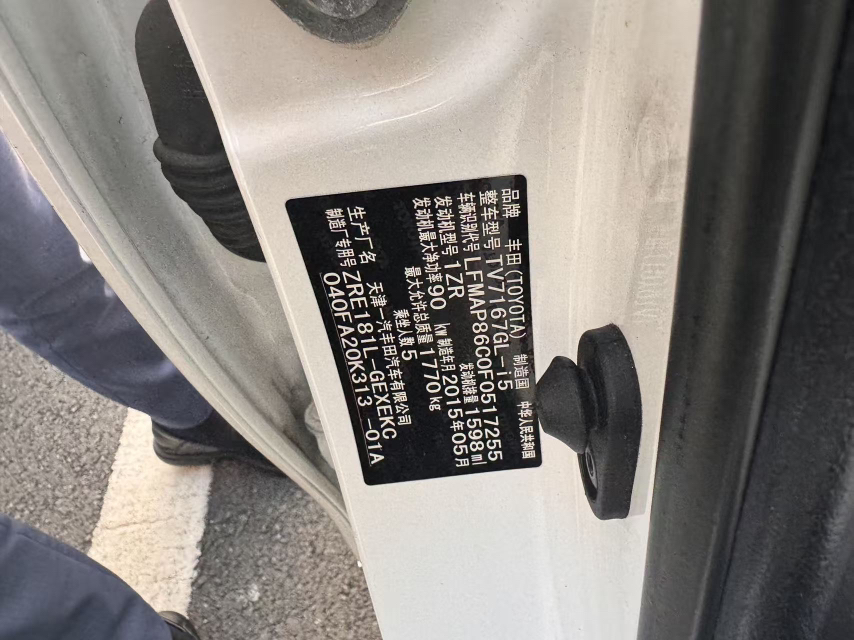 品牌 丰田(TOYOTA) 制造国 中华人民共和国
整车型号 TV7167GL-i5
车辆识别代号 LFMAP86C0F0517255
发动机型号 1ZR 发动机排量 1598ml
发动机最大净功率 90 kW 制造年月 2015年05月
最大允许总质量 1770kg
乘坐人数 5
生产厂名 天津一汽丰田汽车有限公司
制造厂专用号 ZRE181L-GEXEKC
040FA20K313 -01A